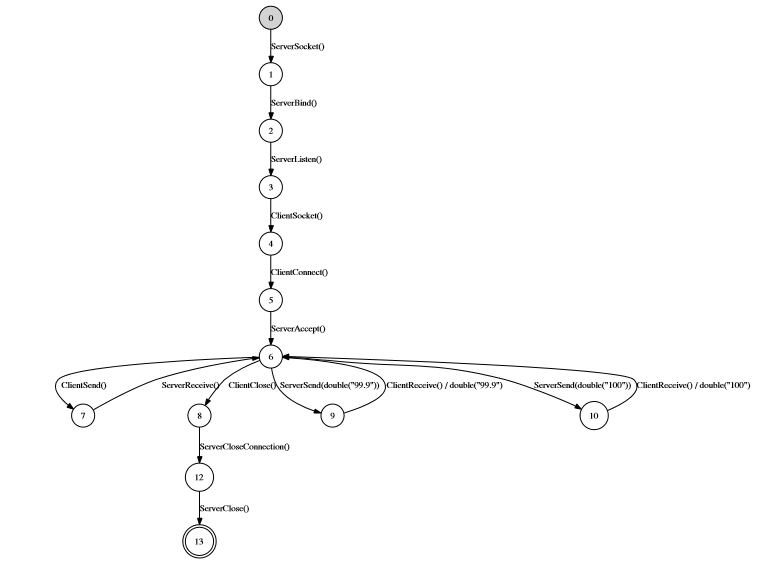 0
ServerSocket()
1
ServerBind()
2
ServerListen()
3
ClientSocket()
4
ClientConnect()
5
ServerAccept()
6
ClientSend()
ServerReceive()
ClientClose()
ServerSend(double("99.9"))
ClientReceive() / double("99.9")
ServerSend(double("100"))
ClientReceive() / double("100")
7
8
9
10
ServerCloseConnection()
12
ServerClose()
13